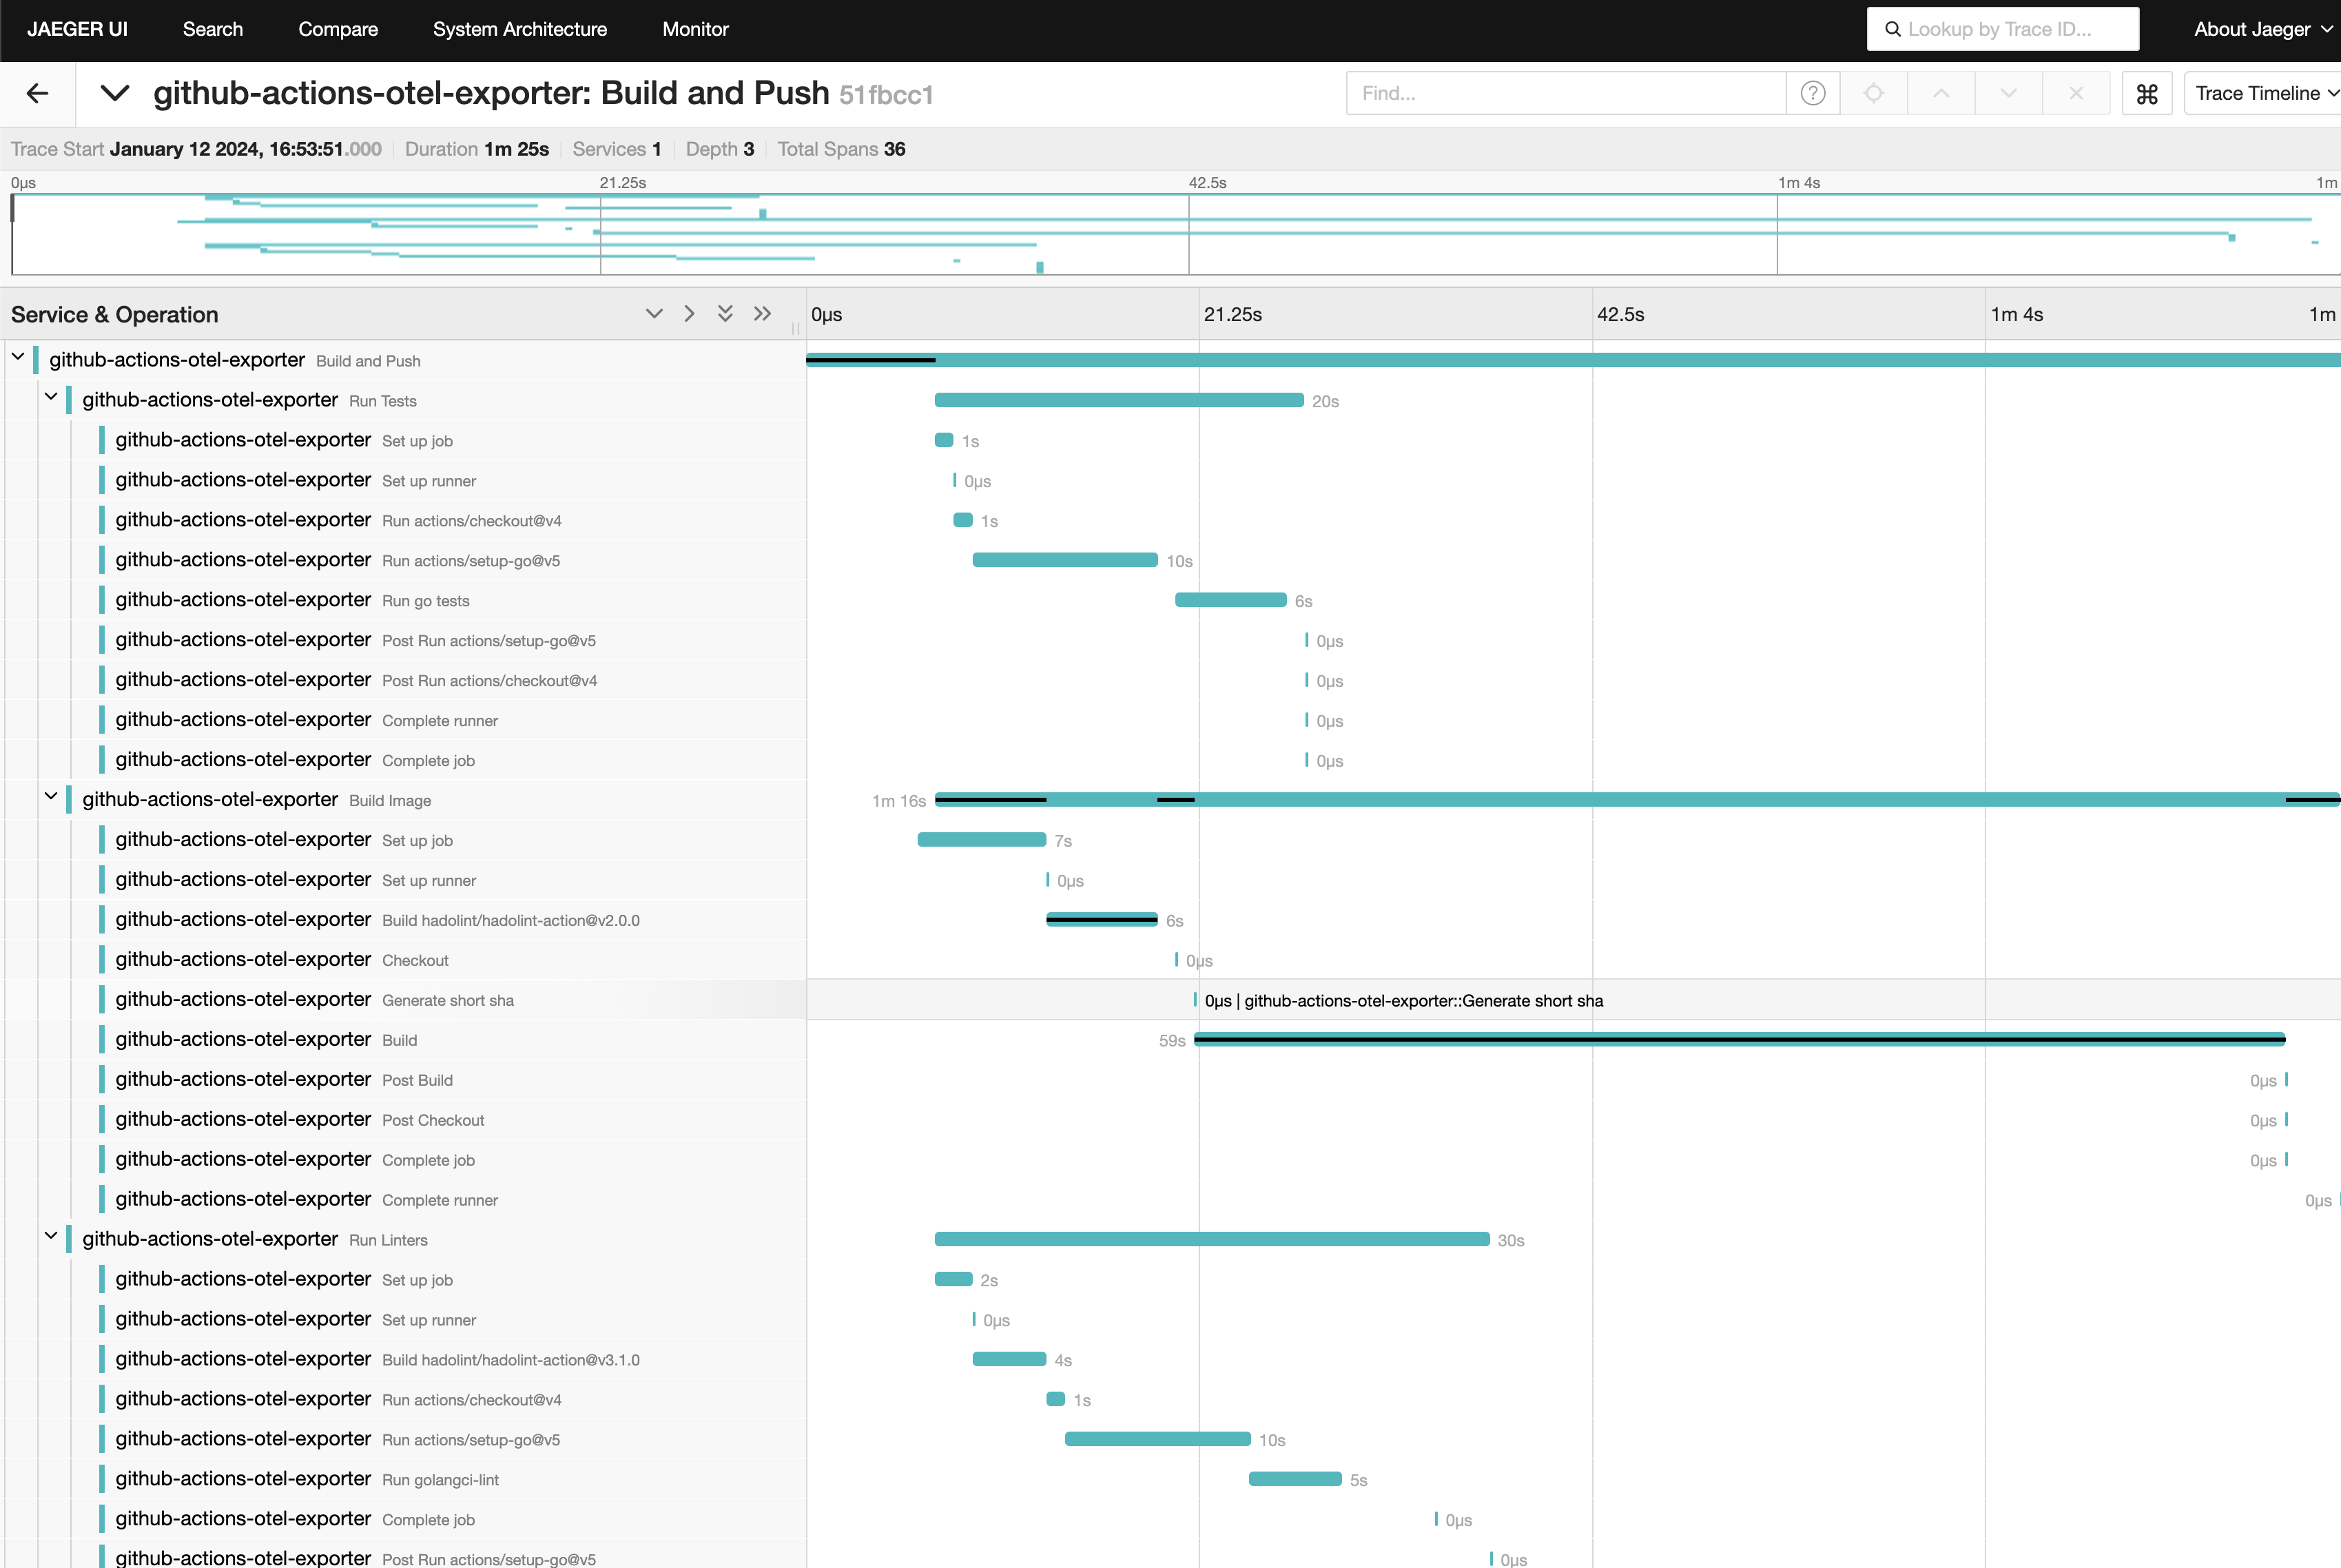 JAEGER UI Search Compare System Architecture Monitor Lookup by Trace ID... About Jaeger
github-actions-otel-exporter: Build and Push 51fbcc1 Find... Trace Timeline
Trace Start January 12 2024, 16:53:51.000 Duration 1m 25s Services 1 Depth 3 Total Spans 36
0μs 21.25s 42.5s 1m 4s 1m
Service & Operation 0μs 21.25s 42.5s 1m 4s 1m
github-actions-otel-exporter Build and Push
github-actions-otel-exporter Run Tests 20s
github-actions-otel-exporter Set up job 1s
github-actions-otel-exporter Set up runner 0μs
github-actions-otel-exporter Run actions/checkout@v4 1s
github-actions-otel-exporter Run actions/setup-go@v5 10s
github-actions-otel-exporter Run go tests 6s
github-actions-otel-exporter Post Run actions/setup-go@v5 0μs
github-actions-otel-exporter Post Run actions/checkout@v4 0μs
github-actions-otel-exporter Complete runner 0μs
github-actions-otel-exporter Complete job 0μs
github-actions-otel-exporter Build Image 1m 16s
github-actions-otel-exporter Set up job 7s
github-actions-otel-exporter Set up runner 0μs
github-actions-otel-exporter Build hadolint/hadolint-action@v2.0.0 6s
github-actions-otel-exporter Checkout 0μs
github-actions-otel-exporter Generate short sha 0μs | github-actions-otel-exporter::Generate short sha
github-actions-otel-exporter Build 59s
github-actions-otel-exporter Post Build 0μs
github-actions-otel-exporter Post Checkout 0μs
github-actions-otel-exporter Complete job 0μs
github-actions-otel-exporter Complete runner 0μs
github-actions-otel-exporter Run Linters 30s
github-actions-otel-exporter Set up job 2s
github-actions-otel-exporter Set up runner 0μs
github-actions-otel-exporter Build hadolint/hadolint-action@v3.1.0 4s
github-actions-otel-exporter Run actions/checkout@v4 1s
github-actions-otel-exporter Run actions/setup-go@v5 10s
github-actions-otel-exporter Run golangci-lint 5s
github-actions-otel-exporter Complete job 0μs
github-actions-otel-exporter Post Run actions/setup-go@v5 0μs